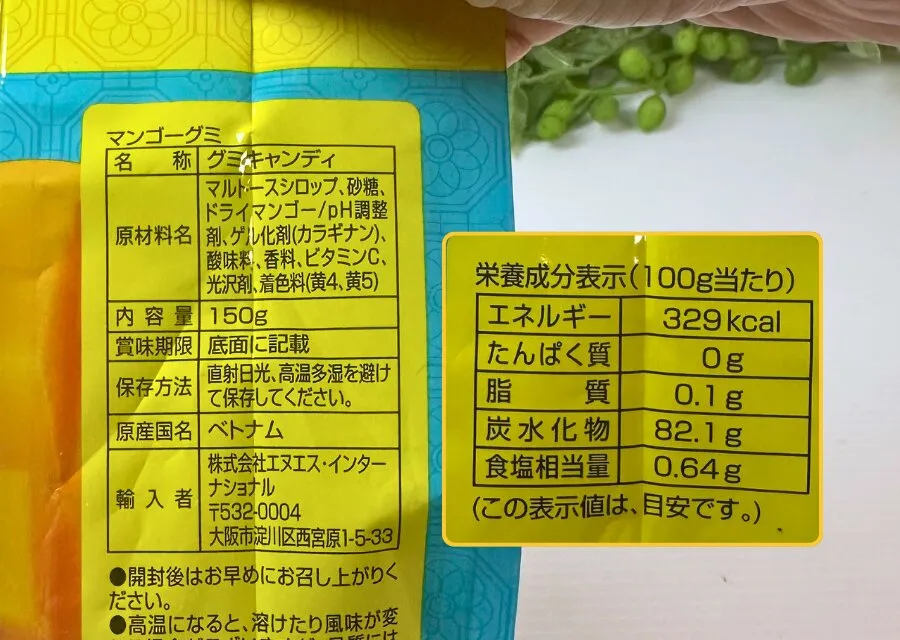 マンゴーグミ
名称 グミキャンディ
原材料名 マルトースシロップ、砂糖、
ドライマンゴー/pH調整
剤、ゲル化剤(カラギナン)、
酸味料、香料、ビタミンC、
光沢剤、着色料(黄4、黄5)
内容量 150g
賞味期限 底面に記載
保存方法 直射日光、高温多湿を避け
て保存してください。
原産国名 ベトナム
輸入者 株式会社エヌエス・インター
ナショナル
〒532-0004
大阪市淀川区西宮原1-5-33
●開封後はお早めにお召し上がりく
ださい。
●高温になると、溶けたり風味が変
栄養成分表示(100g当たり)
エネルギー 329kcal
たんぱく質 0g
脂質 0.1g
炭水化物 82.1g
食塩相当量 0.64g
(この表示値は、目安です。)